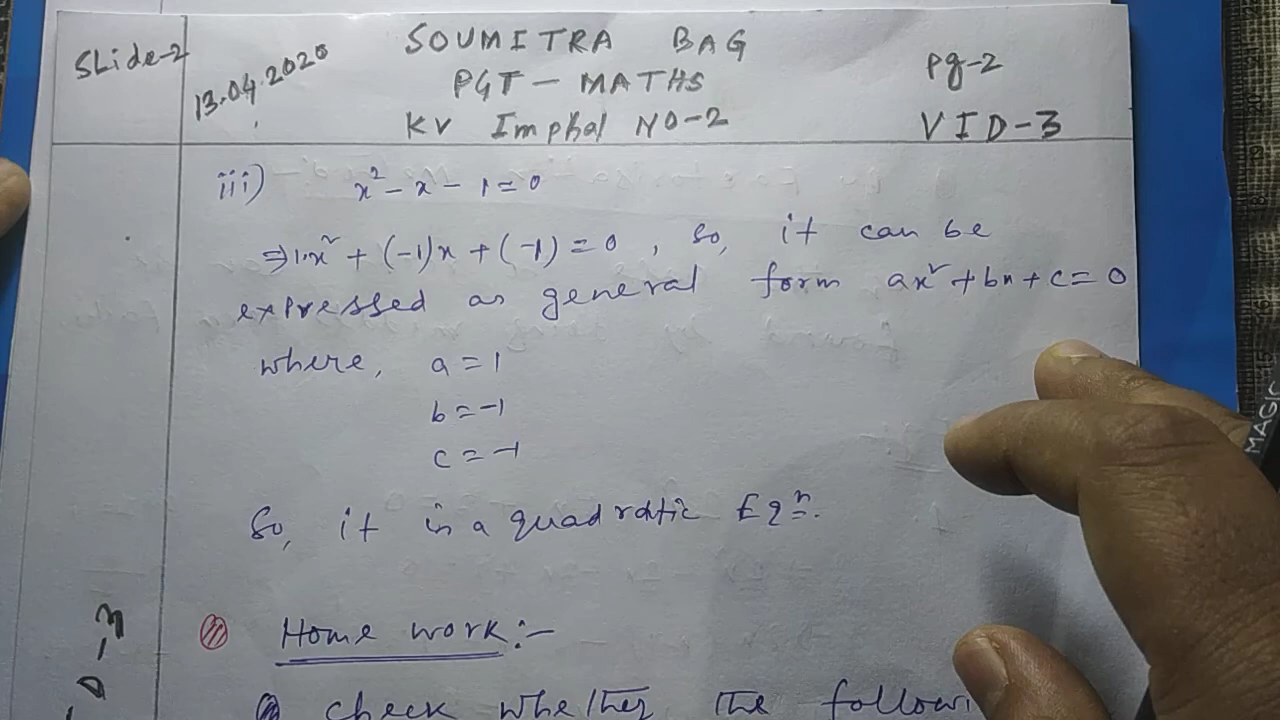 Slide-2
13.04.2020
SOUMITRA BAG
PGT - MATHS
KV Imphal NO-2
pg-2
VID-3
iii) x² - x - 1 = 0
⇒ 1·x² + (-1)x + (-1) = 0, so, it can be
expressed as general form ax² + bx + c = 0
where, a = 1
b = -1
c = -1
So, it is a quadratic Eqⁿ.
Home work:-
check whether the followi
MAGIC